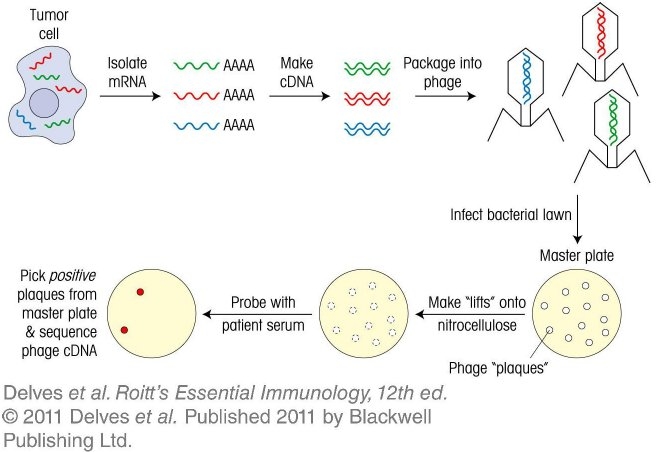 Tumor
cell
Isolate
mRNA
AAAA
AAAA
AAAA
Make
cDNA
Package into
phage
Infect bacterial lawn
Master plate
Pick positive
plaques from
master plate
& sequence
phage cDNA
Probe with
patient serum
Make "lifts" onto
nitrocellulose
Phage "plaques"
Delves et al. Roitt's Essential Immunology, 12th ed.
© 2011 Delves et al. Published 2011 by Blackwell
Publishing Ltd.